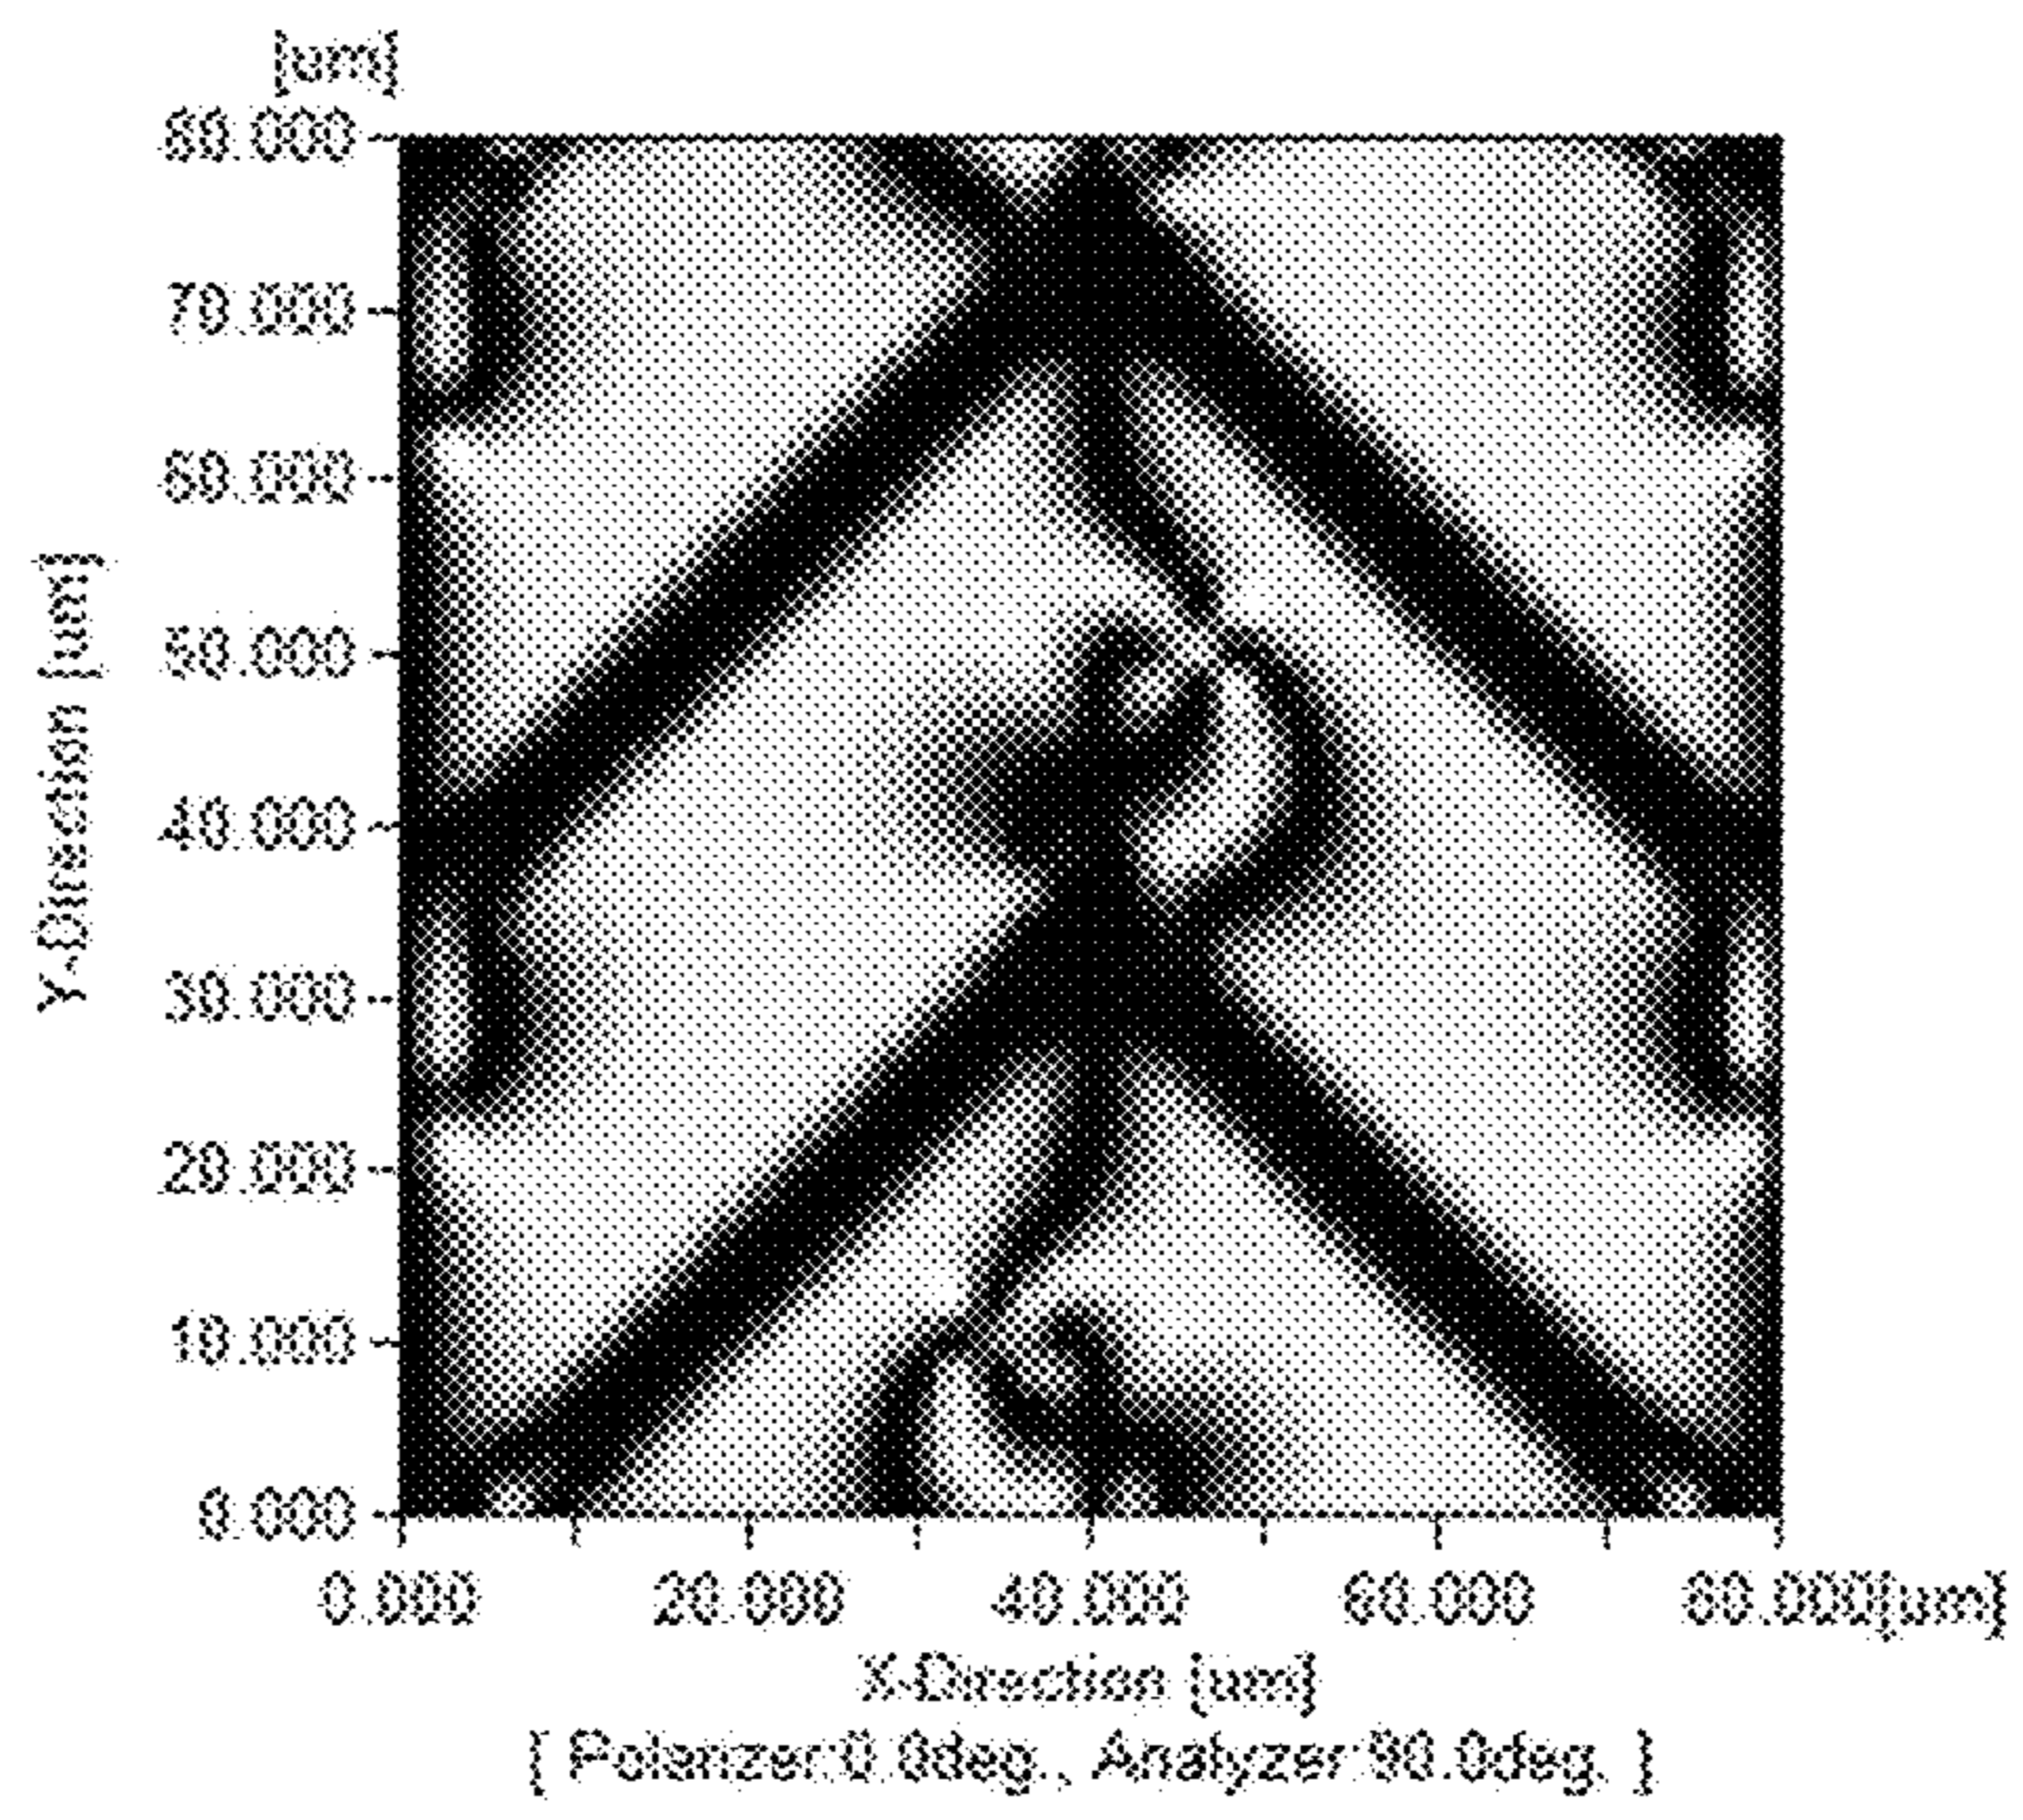 [um]
80.000
70.000
60.000
50.000
40.000
30.000
20.000
10.000
0.000
Y-Direction [um]
0.000 20.000 40.000 60.000 80.000[um]
X-Direction [um]
[ Polarizer:0.0deg., Analyzer:90.0deg. ]